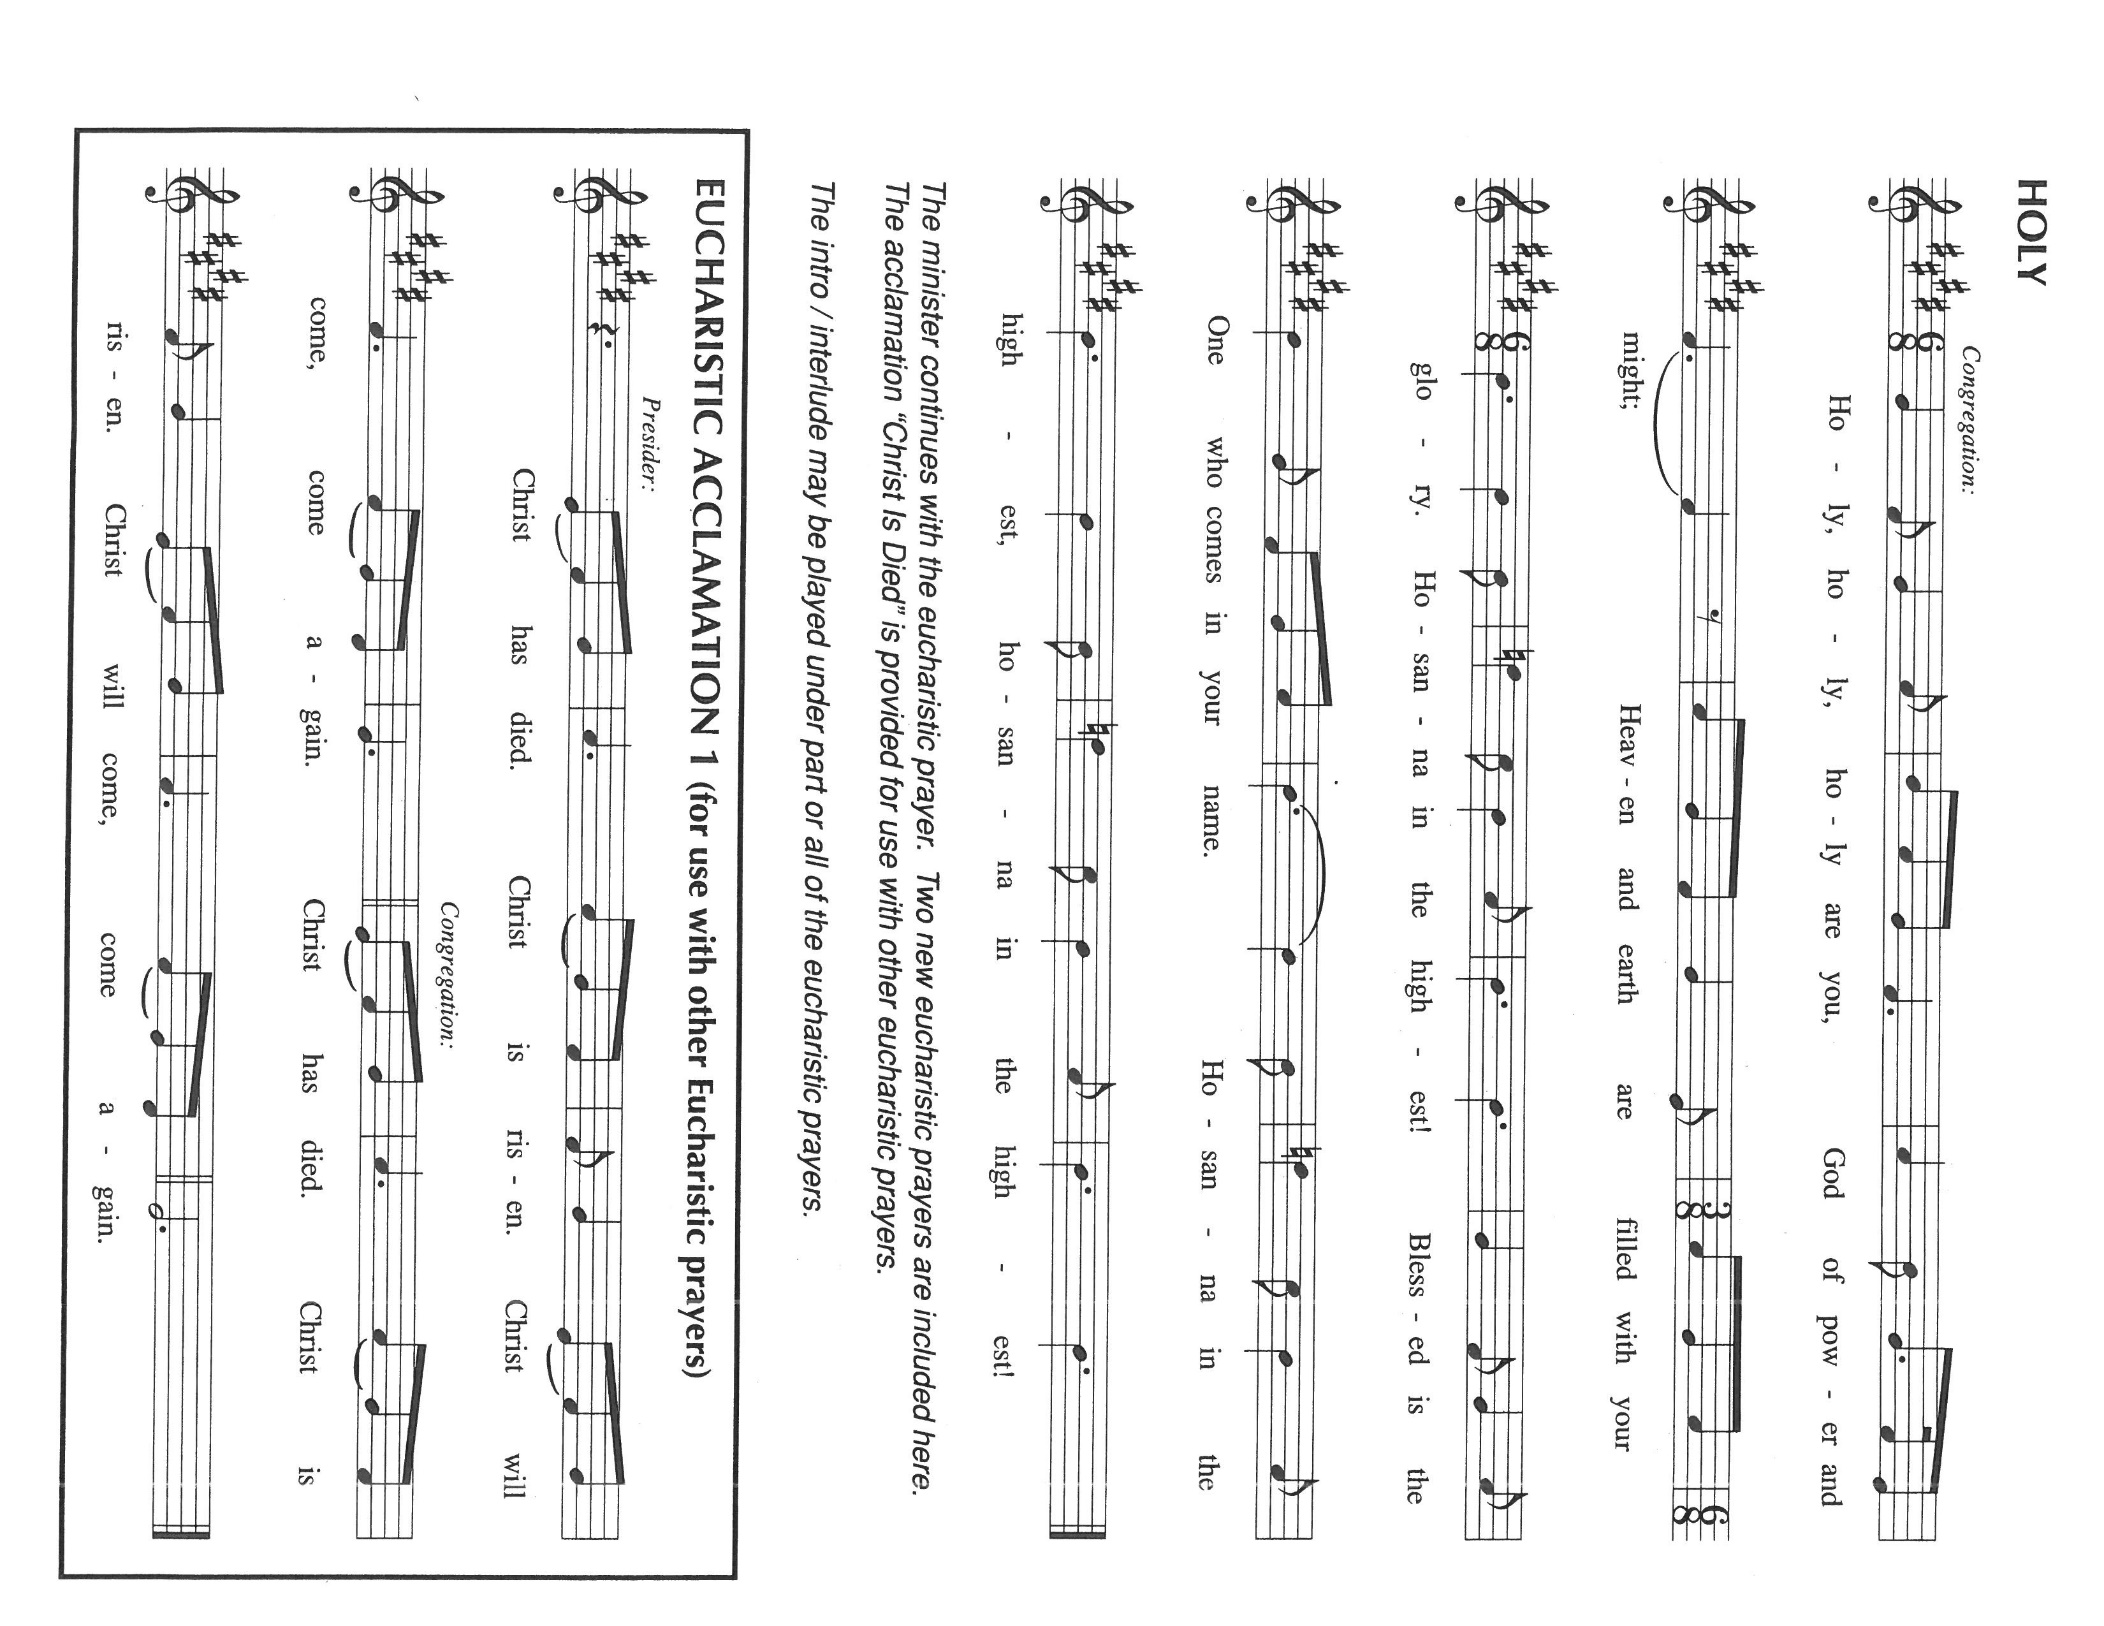 HOLY
Congregation:
6 8
Ho - ly, ho - ly, ho - ly are you, God of pow - er and
might; Heav - en and earth are filled with your
3 8
6 8
glo - ry. Ho - san - na in the high - est! Bless - ed is the
One who comes in your name. Ho - san - na in the
high - est, ho - san - na in the high - est!
The minister continues with the eucharistic prayer. Two new eucharistic prayers are included here.
The acclamation “Christ Is Died” is provided for use with other eucharistic prayers.
The intro / interlude may be played under part or all of the eucharistic prayers.
EUCHARISTIC ACCLAMATION 1 (for use with other Eucharistic prayers)
Presider:
Christ has died. Christ is ris - en. Christ will
Congregation:
come, come a - gain. Christ has died. Christ is
ris - en. Christ will come, come a - gain.